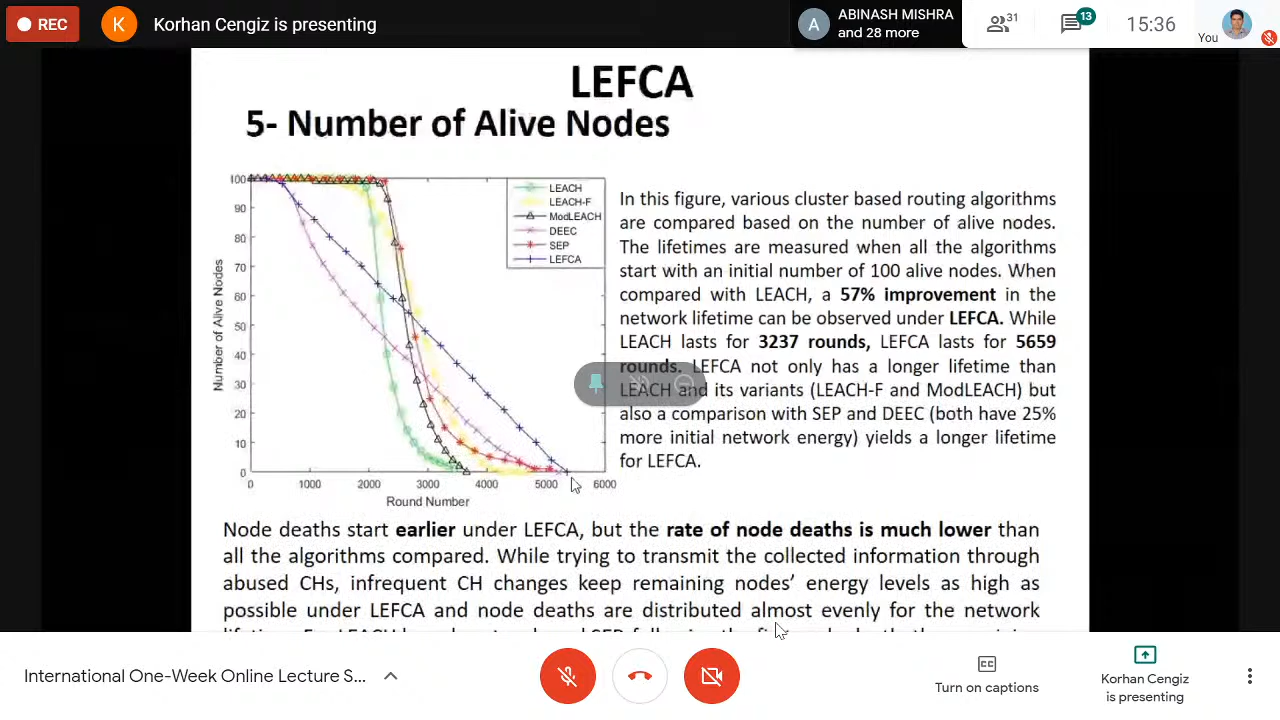 REC
K
Korhan Cengiz is presenting
A
ABINASH MISHRA
and 28 more
31
13
15:36
You
LEFCA
5- Number of Alive Nodes
100
90
80
70
60
50
40
30
20
10
0
Number of Alive Nodes
0 1000 2000 3000 4000 5000 6000
Round Number
LEACH
LEACH-F
ModLEACH
DEEC
SEP
LEFCA
In this figure, various cluster based routing algorithms
are compared based on the number of alive nodes.
The lifetimes are measured when all the algorithms
start with an initial number of 100 alive nodes. When
compared with LEACH, a 57% improvement in the
network lifetime can be observed under LEFCA. While
LEACH lasts for 3237 rounds, LEFCA lasts for 5659
rounds. LEFCA not only has a longer lifetime than
LEACH and its variants (LEACH-F and ModLEACH) but
also a comparison with SEP and DEEC (both have 25%
more initial network energy) yields a longer lifetime
for LEFCA.
Node deaths start earlier under LEFCA, but the rate of node deaths is much lower than
all the algorithms compared. While trying to transmit the collected information through
abused CHs, infrequent CH changes keep remaining nodes' energy levels as high as
possible under LEFCA and node deaths are distributed almost evenly for the network
International One-Week Online Lecture S...
CC
Turn on captions
Korhan Cengiz
is presenting